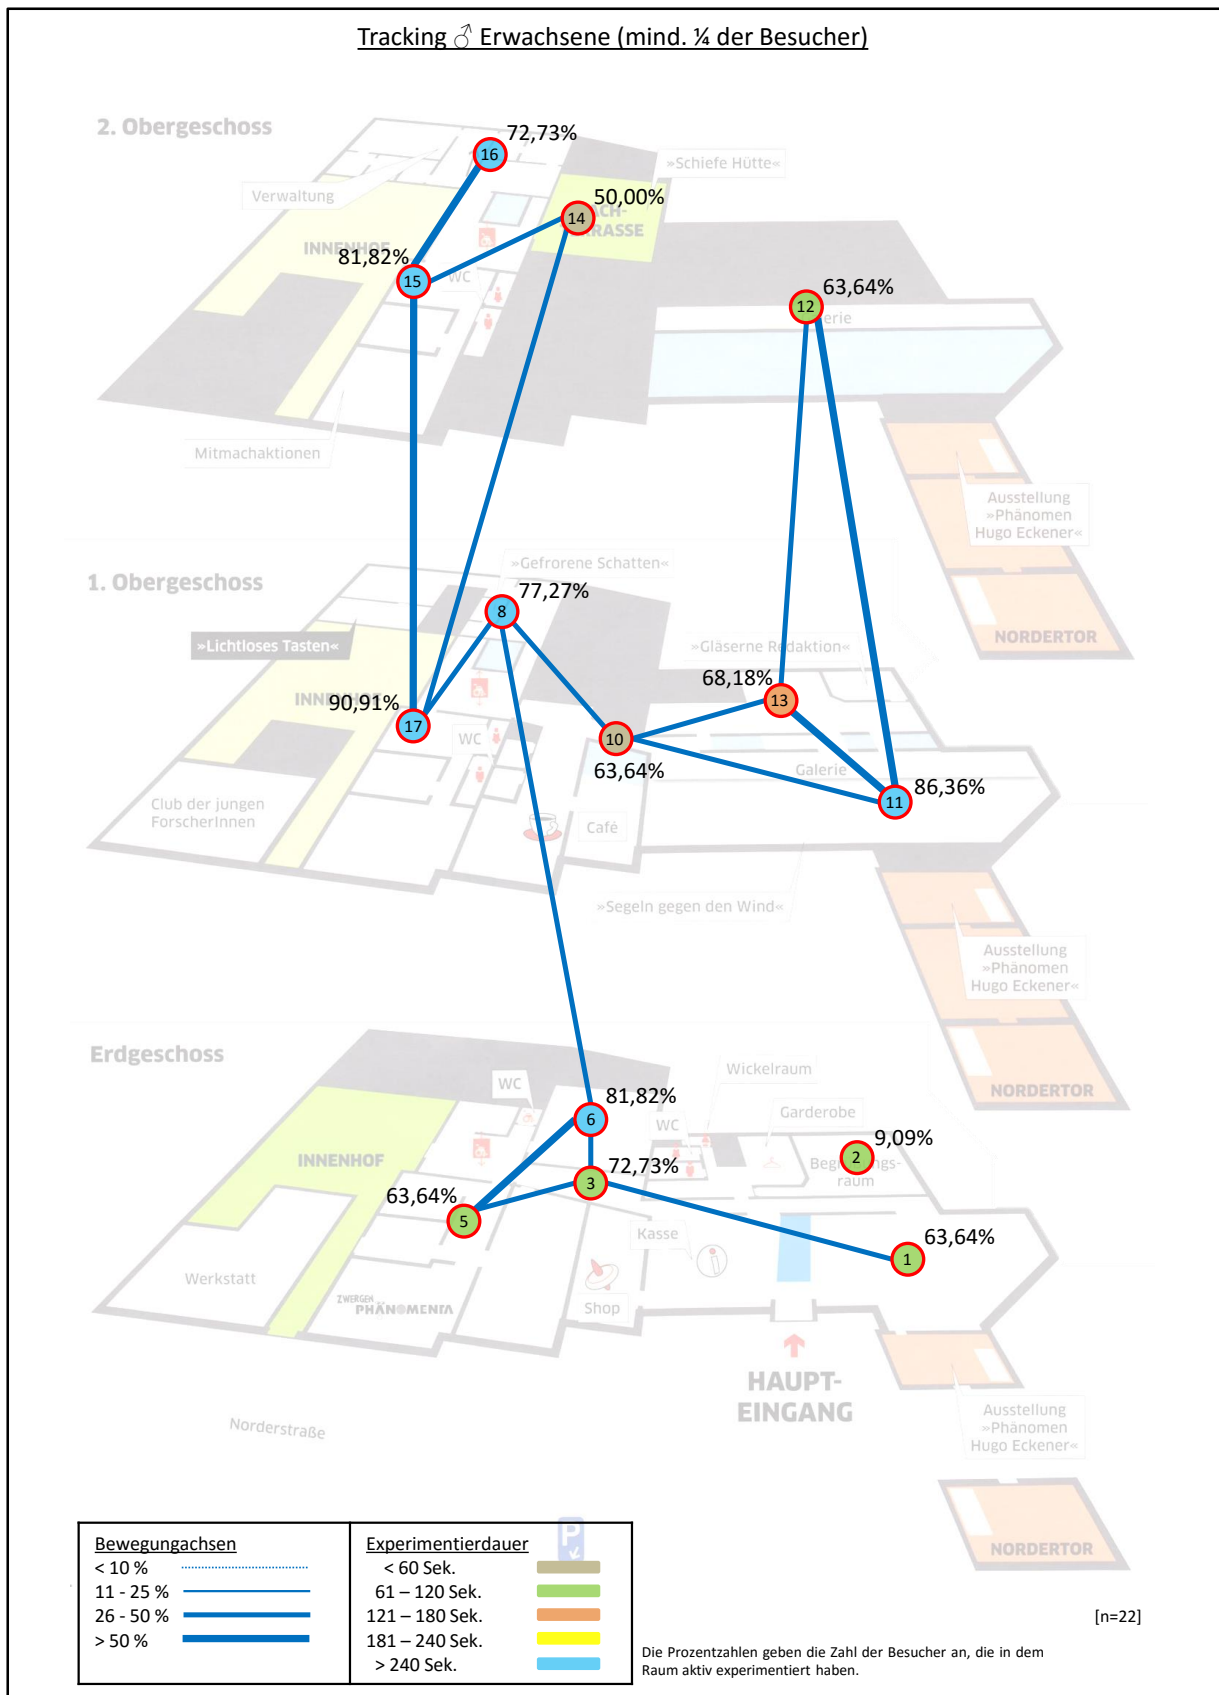 Tracking ♂ Erwachsene (mind. ¼ der Besucher)
2. Obergeschoss
72,73%
16
»Schiefe Hütte«
Verwaltung
50,00%
14
INNENHOF
81,82%
15
WC
63,64%
12
Mitmachaktionen
Ausstellung
»Phänomen
Hugo Eckener«
NORDERTOR
1. Obergeschoss
»Gefrorene Schatten«
77,27%
8
»Lichtloses Tasten«
»Gläserne Redaktion«
INNENHOF
68,18%
13
90,91%
17
WC
10
63,64%
Galerie
86,36%
11
Club der jungen
ForscherInnen
Café
»Segeln gegen den Wind«
Ausstellung
»Phänomen
Hugo Eckener«
NORDERTOR
Erdgeschoss
Wickelraum
WC
81,82%
6
WC
Garderobe
9,09%
2
INNENHOF
72,73%
3
raum
63,64%
5
Kasse
63,64%
1
Werkstatt
ZWERGEN
PHÄNOMENTA
Shop
HAUPT-
EINGANG
Norderstraße
Ausstellung
»Phänomen
Hugo Eckener«
NORDERTOR
P
Bewegungachsen
< 10 %
11 - 25 %
26 - 50 %
> 50 %
Experimentierdauer
< 60 Sek.
61 – 120 Sek.
121 – 180 Sek.
181 – 240 Sek.
> 240 Sek.
[n=22]
Die Prozentzahlen geben die Zahl der Besucher an, die in dem
Raum aktiv experimentiert haben.